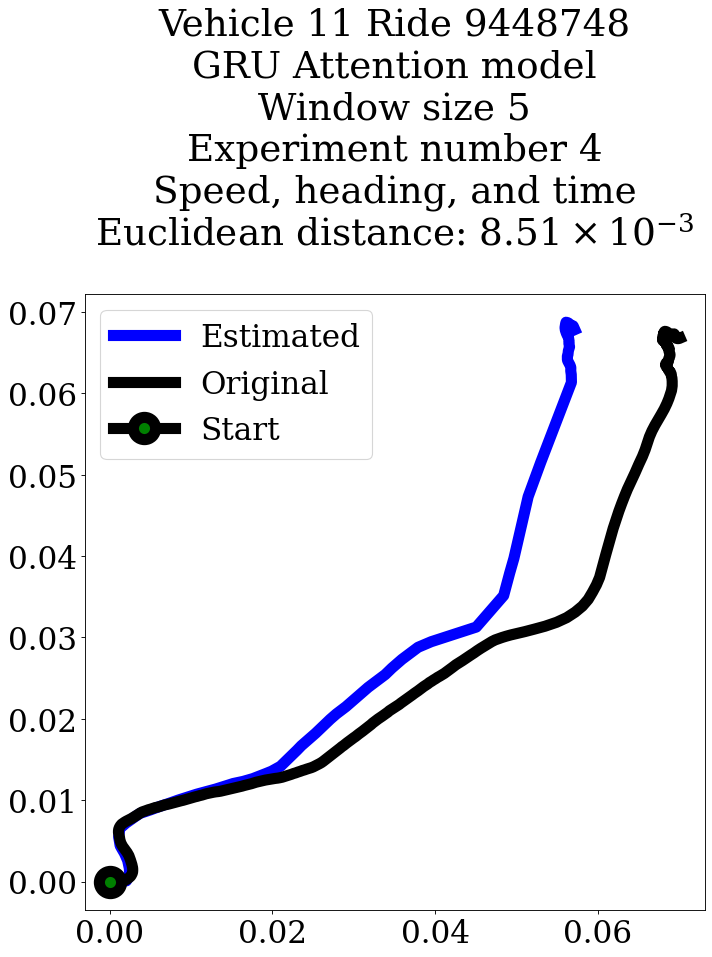 Vehicle 11 Ride 9448748
GRU Attention model
Window size 5
Experiment number 4
Speed, heading, and time
Euclidean distance: 8.51 × 10⁻³
0.07
0.06
0.05
0.04
0.03
0.02
0.01
0.00
Estimated
Original
Start
0.00 0.02 0.04 0.06